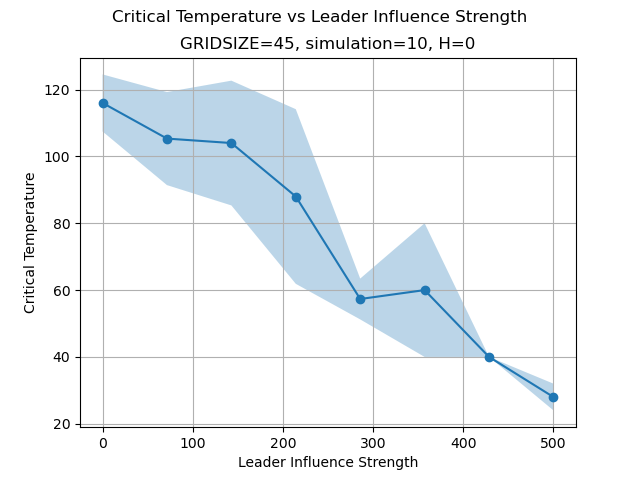 Critical Temperature vs Leader Influence Strength
GRIDSIZE=45, simulation=10, H=0
120
100
80
60
40
20
Critical Temperature
0 100 200 300 400 500
Leader Influence Strength